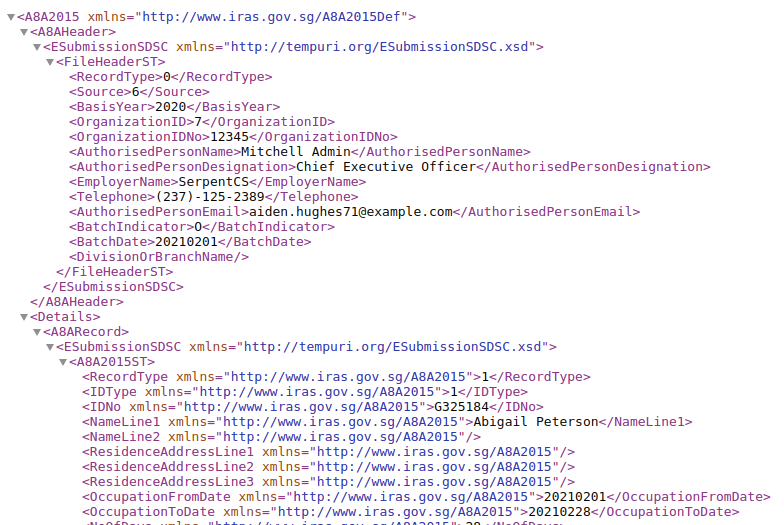 <A8A2015 xmlns="http://www.iras.gov.sg/A8A2015Def">
<A8AHeader>
<ESubmissionSDSC xmlns="http://tempuri.org/ESubmissionSDSC.xsd">
<FileHeaderST>
<RecordType>0</RecordType>
<Source>6</Source>
<BasisYear>2020</BasisYear>
<OrganizationID>7</OrganizationID>
<OrganizationIDNo>12345</OrganizationIDNo>
<AuthorisedPersonName>Mitchell Admin</AuthorisedPersonName>
<AuthorisedPersonDesignation>Chief Executive Officer</AuthorisedPersonDesignation>
<EmployerName>SerpentCS</EmployerName>
<Telephone>(237)-125-2389</Telephone>
<AuthorisedPersonEmail>aiden.hughes71@example.com</AuthorisedPersonEmail>
<BatchIndicator>O</BatchIndicator>
<BatchDate>20210201</BatchDate>
<DivisionOrBranchName/>
</FileHeaderST>
</ESubmissionSDSC>
</A8AHeader>
<Details>
<A8ARecord>
<ESubmissionSDSC xmlns="http://tempuri.org/ESubmissionSDSC.xsd">
<A8A2015ST>
<RecordType xmlns="http://www.iras.gov.sg/A8A2015">1</RecordType>
<IDType xmlns="http://www.iras.gov.sg/A8A2015">1</IDType>
<IDNo xmlns="http://www.iras.gov.sg/A8A2015">G325184</IDNo>
<NameLine1 xmlns="http://www.iras.gov.sg/A8A2015">Abigail Peterson</NameLine1>
<NameLine2 xmlns="http://www.iras.gov.sg/A8A2015"/>
<ResidenceAddressLine1 xmlns="http://www.iras.gov.sg/A8A2015"/>
<ResidenceAddressLine2 xmlns="http://www.iras.gov.sg/A8A2015"/>
<ResidenceAddressLine3 xmlns="http://www.iras.gov.sg/A8A2015"/>
<OccupationFromDate xmlns="http://www.iras.gov.sg/A8A2015">20210201</OccupationFromDate>
<OccupationToDate xmlns="http://www.iras.gov.sg/A8A2015">20210228</OccupationToDate>